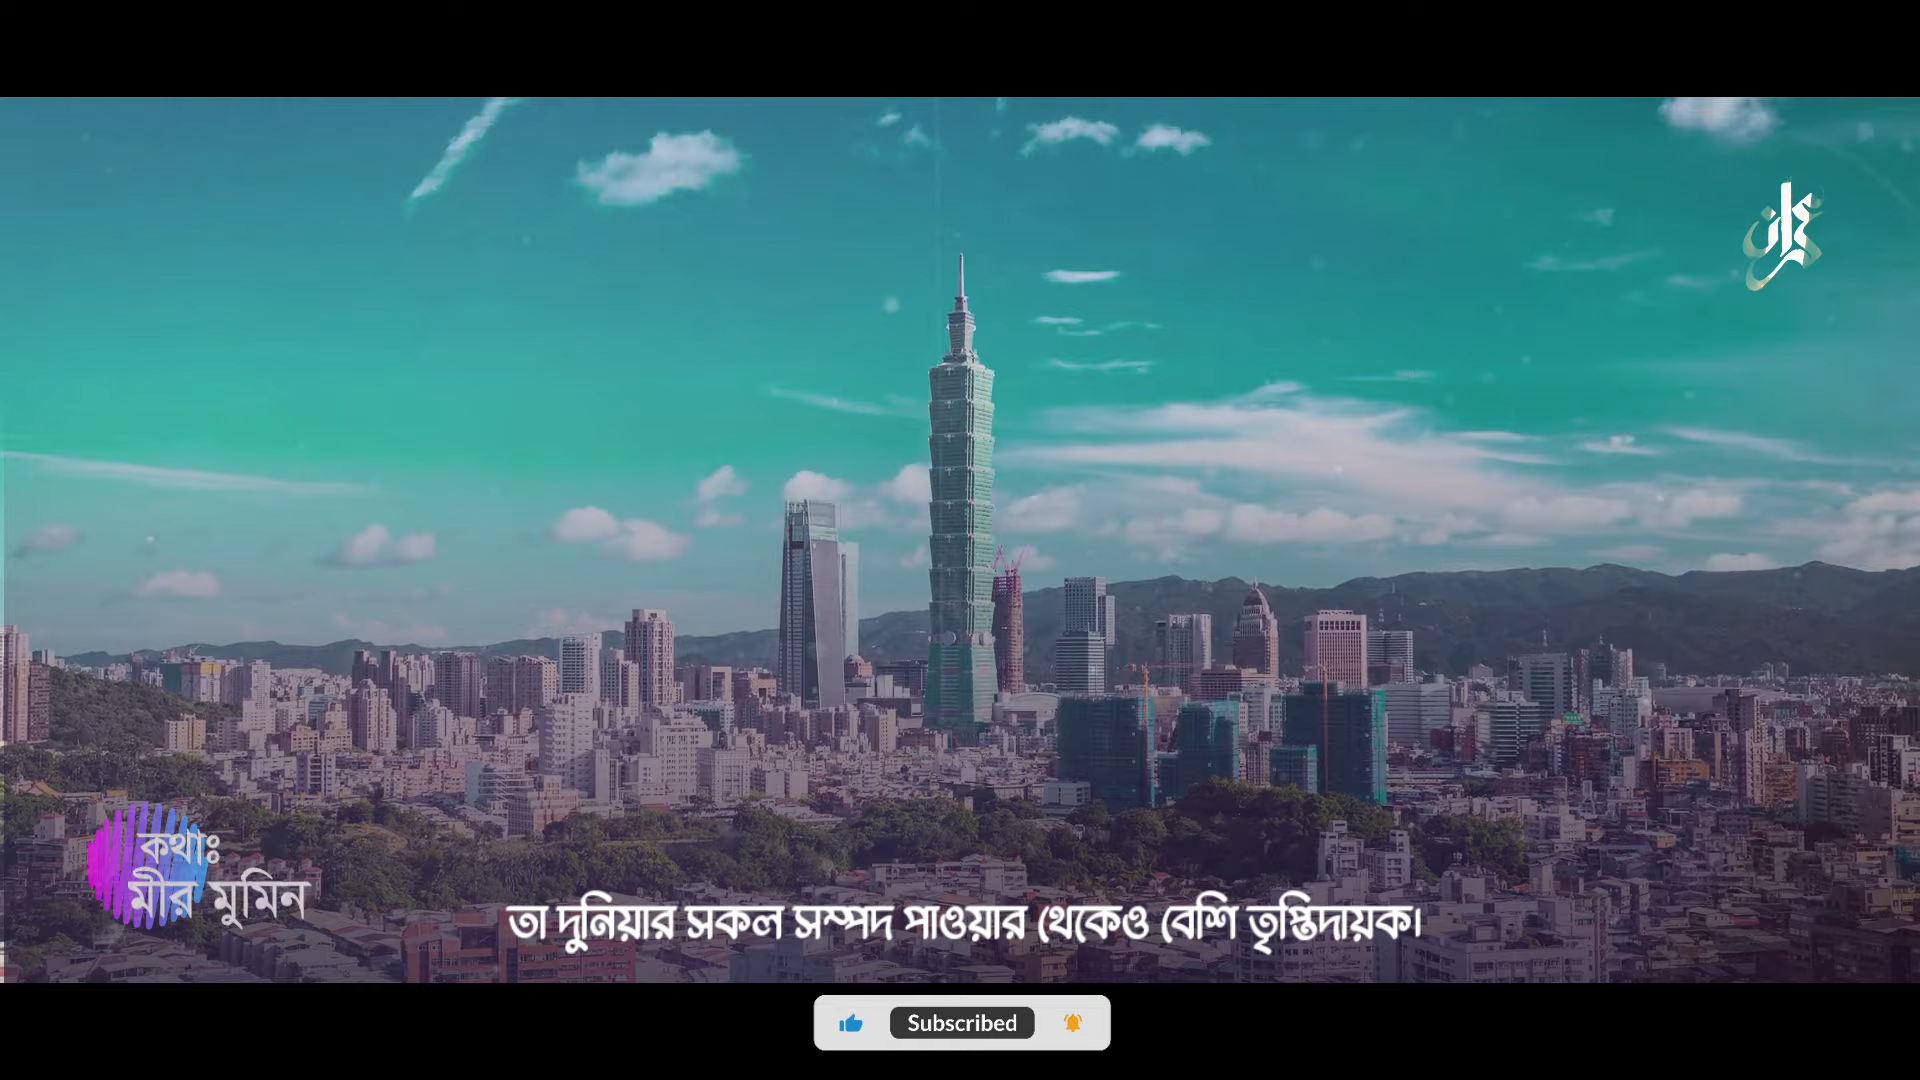 কথাঃ
মীর মুমিন
তা দুনিয়ার সকল সম্পদ পাওয়ার থেকেও বেশি তৃপ্তিদায়ক।
Subscribed